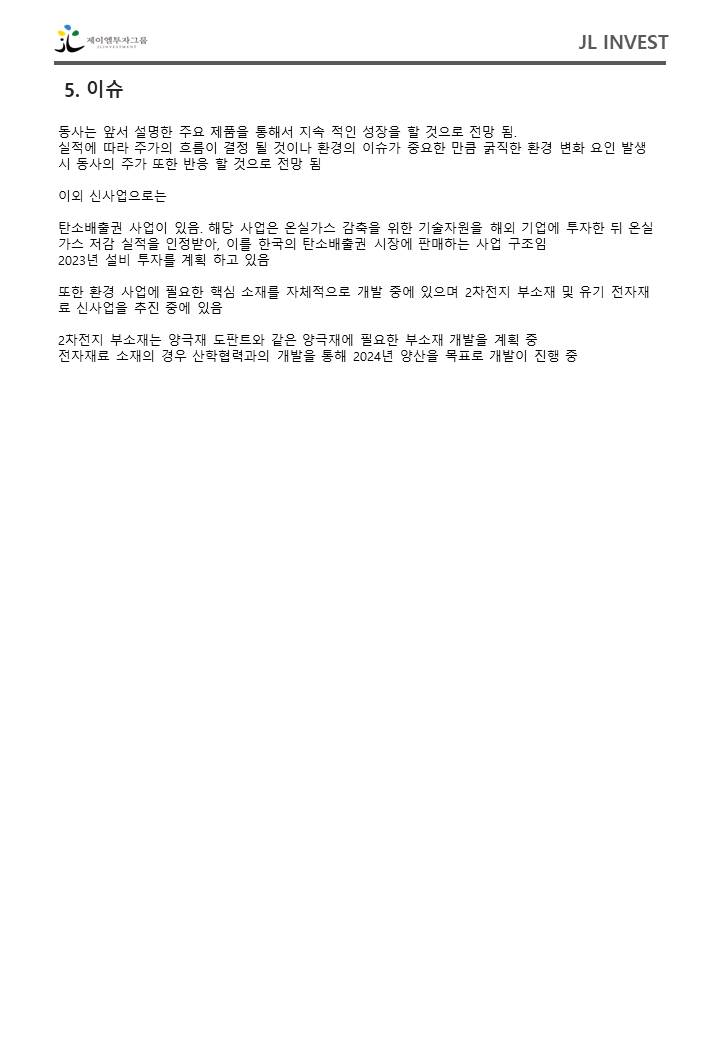 제이엘투자그룹
JLINVESTMENT
JL INVEST
5. 이슈
동사는 앞서 설명한 주요 제품을 통해서 지속 적인 성장을 할 것으로 전망 됨.
실적에 따라 주가의 흐름이 결정 될 것이나 환경의 이슈가 중요한 만큼 굵직한 환경 변화 요인 발생
시 동사의 주가 또한 반응 할 것으로 전망 됨
이외 신사업으로는
탄소배출권 사업이 있음. 해당 사업은 온실가스 감축을 위한 기술자원을 해외 기업에 투자한 뒤 온실
가스 저감 실적을 인정받아, 이를 한국의 탄소배출권 시장에 판매하는 사업 구조임
2023년 설비 투자를 계획 하고 있음
또한 환경 사업에 필요한 핵심 소재를 자체적으로 개발 중에 있으며 2차전지 부소재 및 유기 전자재
료 신사업을 추진 중에 있음
2차전지 부소재는 양극재 도판트와 같은 양극재에 필요한 부소재 개발을 계획 중
전자재료 소재의 경우 산학협력과의 개발을 통해 2024년 양산을 목표로 개발이 진행 중